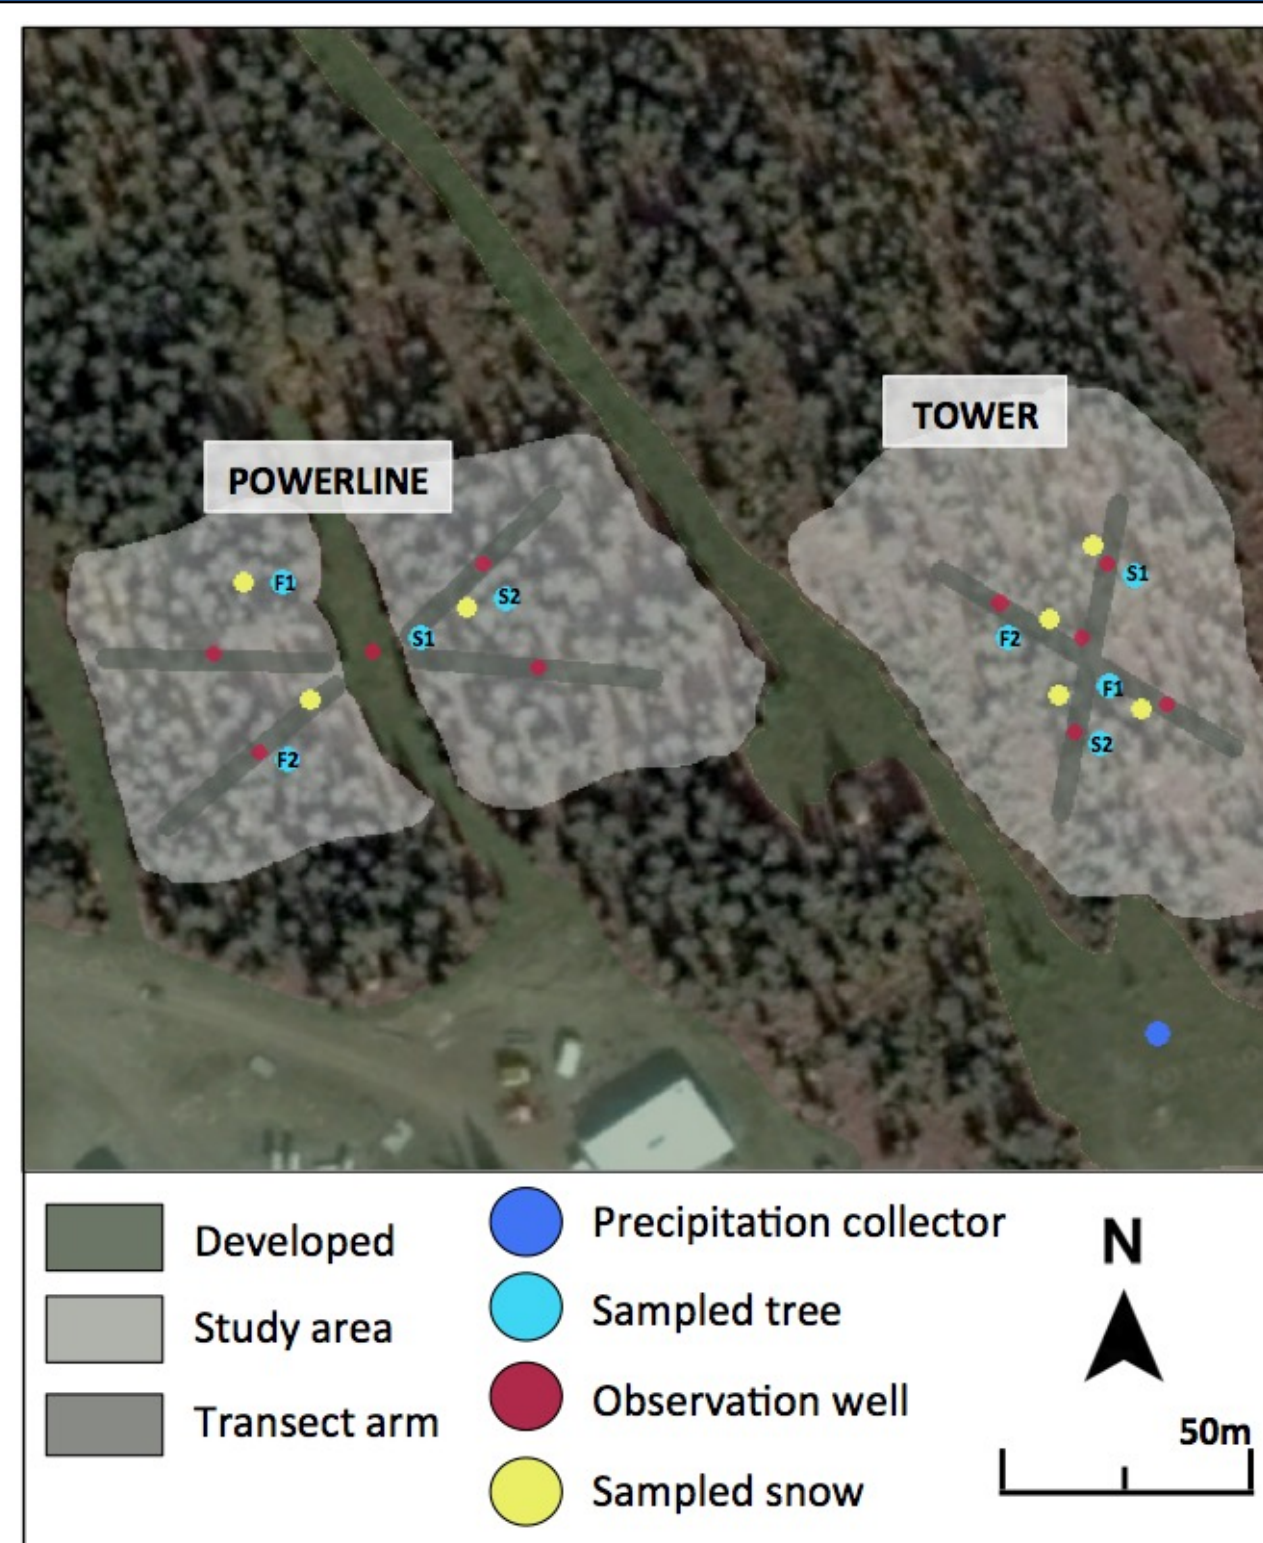 TOWER
POWERLINE
S1
F1
S2
F2
S1
F1
F2
S2
Developed
Study area
Transect arm
Precipitation collector
Sampled tree
Observation well
Sampled snow
N
50m